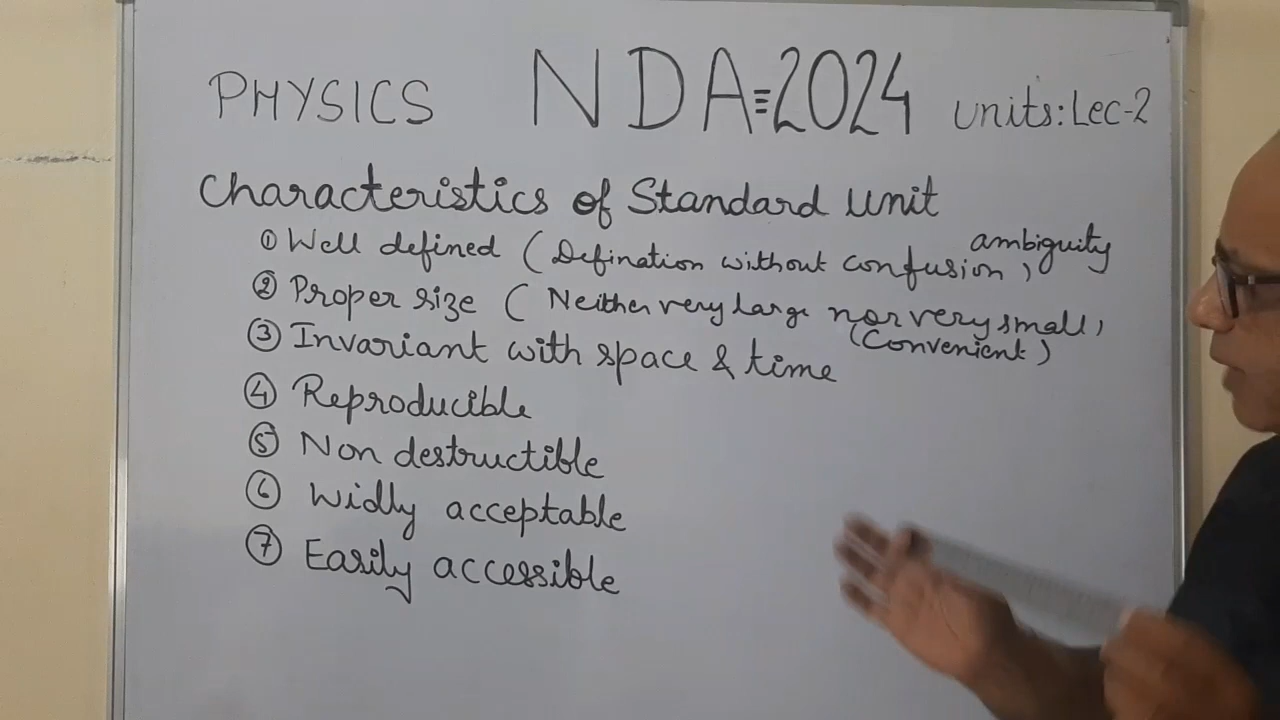 PHYSICS NDA=2024 units: Lec-2
Characteristics of Standard unit
① Well defined (Defination without confusion, ambiguity
② Proper size (Neither very large nor very small,
(Convenient)
③ Invariant with space & time
④ Reproducible
⑤ Non destructible
⑥ Widly acceptable
⑦ Easily accessible